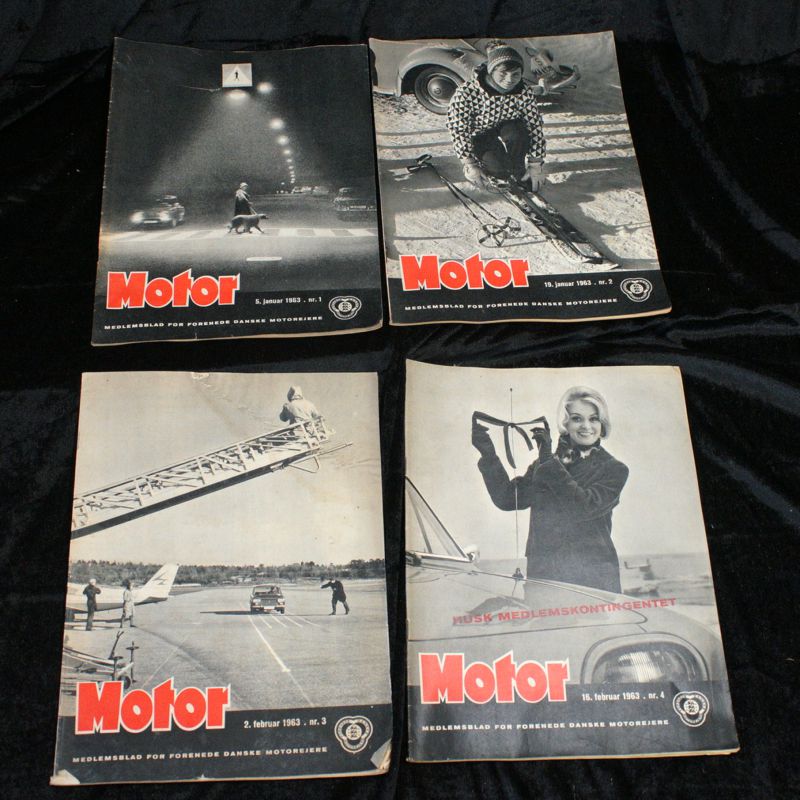 Motor
5. januar 1963 . nr. 1
MEDLEMSBLAD FOR FORENEDE DANSKE MOTOREJERE
Motor
19. januar 1963 . nr. 2
MEDLEMSBLAD FOR FORENEDE DANSKE MOTOREJERE
Motor
2. februar 1963 . nr. 3
MEDLEMSBLAD FOR FORENEDE DANSKE MOTOREJERE
HUSK MEDLEMSKONTINGENTET
Motor
16. februar 1963 . nr. 4
MEDLEMSBLAD FOR FORENEDE DANSKE MOTOREJERE